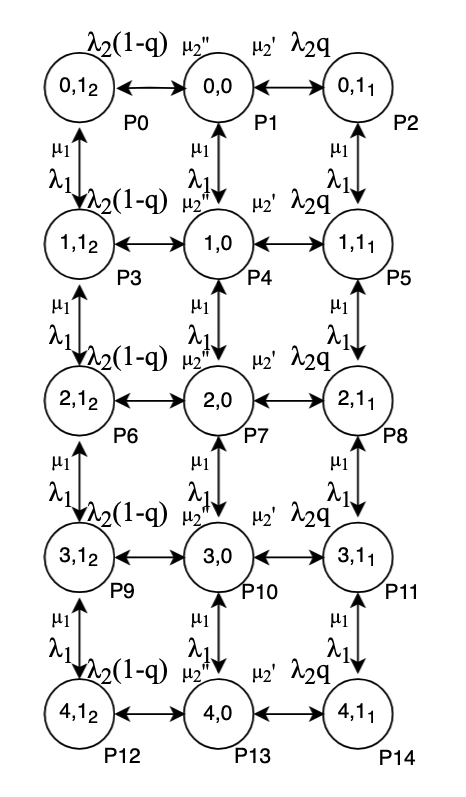 λ₂(1-q) μ₂'' μ₂' λ₂q
0,1₂ 0,0 0,1₁
P0 P1 P2
μ₁ μ₁ μ₁
λ₁ λ₁ λ₁
λ₂(1-q) μ₂'' μ₂' λ₂q
1,1₂ 1,0 1,1₁
P3 P4 P5
μ₁ μ₁ μ₁
λ₁ λ₁ λ₁
λ₂(1-q) μ₂'' μ₂' λ₂q
2,1₂ 2,0 2,1₁
P6 P7 P8
μ₁ μ₁ μ₁
λ₁ λ₁ λ₁
λ₂(1-q) μ₂'' μ₂' λ₂q
3,1₂ 3,0 3,1₁
P9 P10 P11
μ₁ μ₁ μ₁
λ₁ λ₁ λ₁
λ₂(1-q) μ₂'' μ₂' λ₂q
4,1₂ 4,0 4,1₁
P12 P13 P14